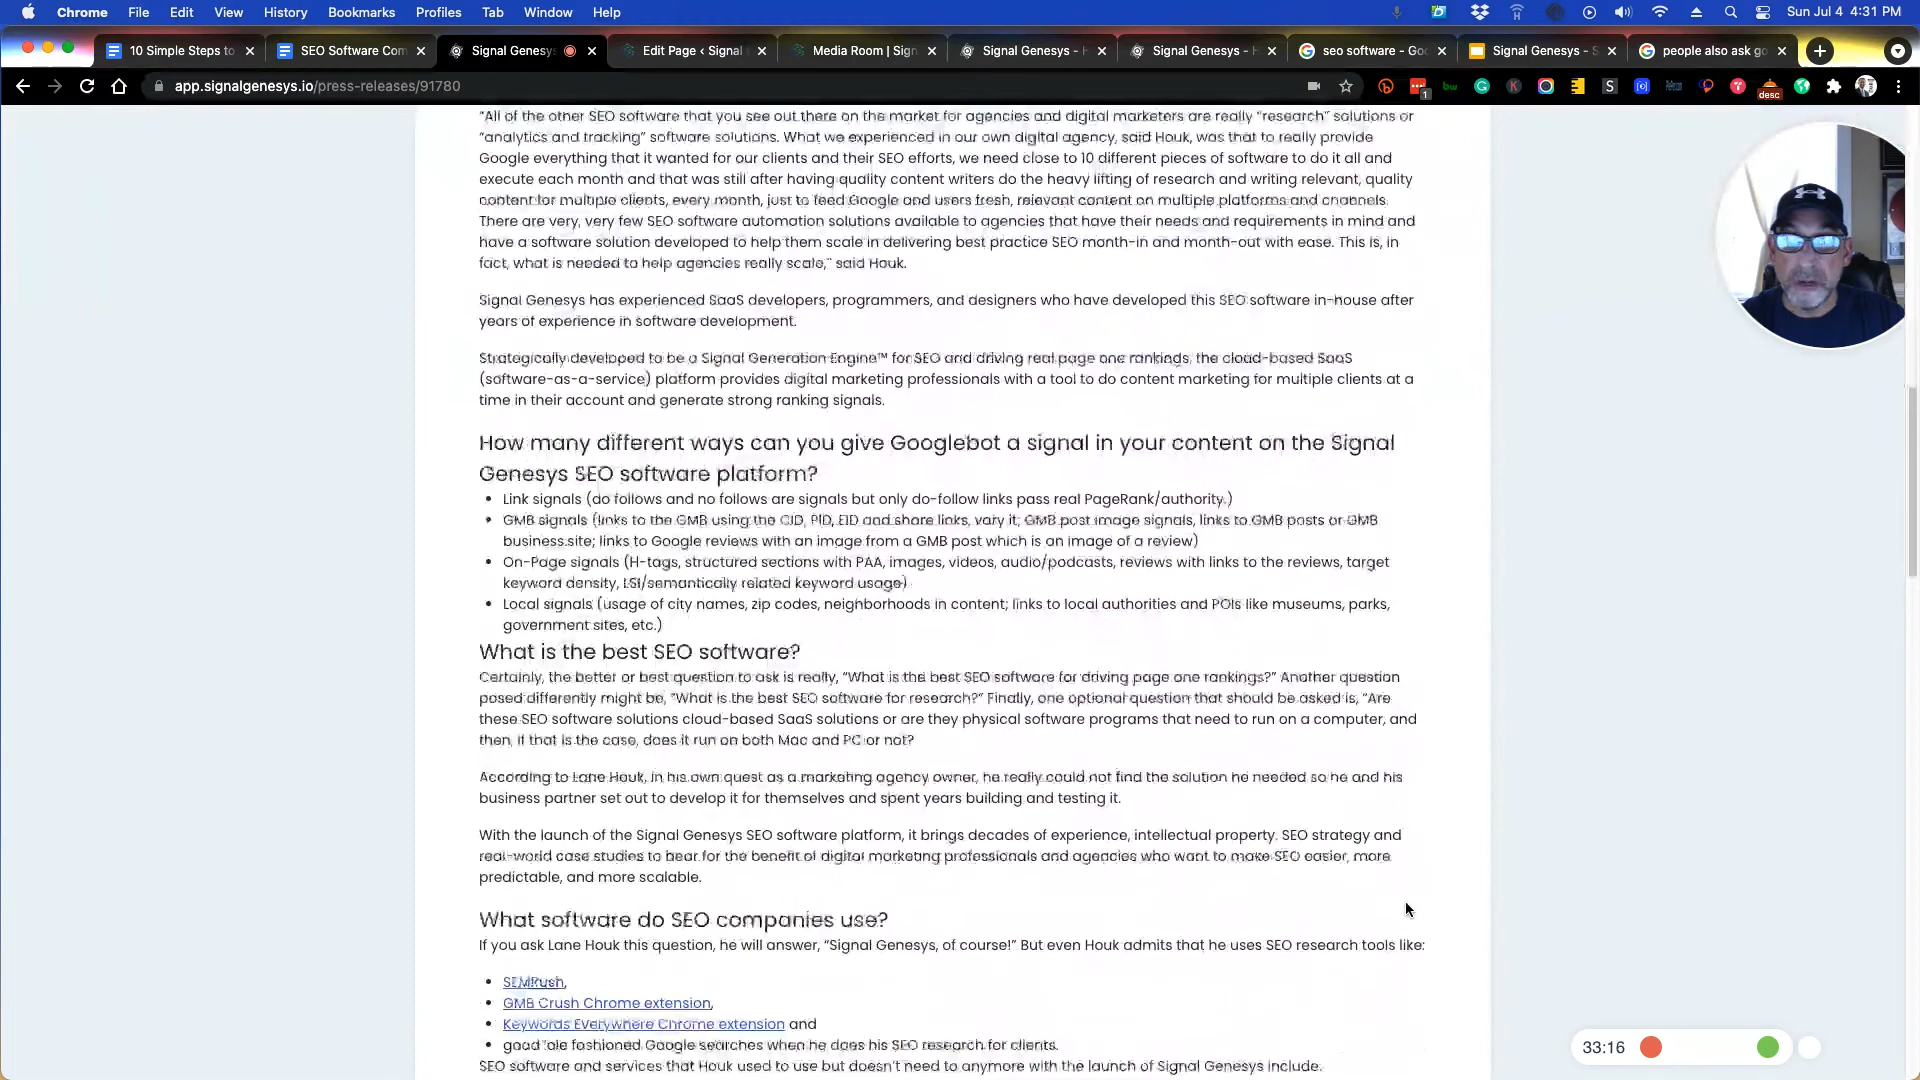 Chrome File Edit View History Bookmarks Profiles Tab Window Help Sun Jul 4 4:31 PM
10 Simple Steps to SEO Software Com Signal Genesys Edit Page ‹ Signal Media Room | Sign Signal Genesys - H Signal Genesys - H seo software - Goo Signal Genesys - S people also ask go
app.signalgenesys.io/press-releases/91780 1 desc
"All of the other SEO software that you see out there on the market for agencies and digital marketers are really "research" solutions or
"analytics and tracking" software solutions. What we experienced in our own digital agency, said Houk, was that to really provide
Google everything that it wanted for our clients and their SEO efforts, we need close to 10 different pieces of software to do it all and
execute each month and that was still after having quality content writers do the heavy lifting of research and writing relevant, quality
content for multiple clients, every month, just to feed Google and users fresh, relevant content on multiple platforms and channels.
There are very, very few SEO software automation solutions available to agencies that have their needs and requirements in mind and
have a software solution developed to help them scale in delivering best practice SEO month-in and month-out with ease. This is, in
fact, what is needed to help agencies really scale," said Houk.
Signal Genesys has experienced SaaS developers, programmers, and designers who have developed this SEO software in-house after
years of experience in software development.
Strategically developed to be a Signal Generation Engine™ for SEO and driving real page one rankings, the cloud-based SaaS
(software-as-a-service) platform provides digital marketing professionals with a tool to do content marketing for multiple clients at a
time in their account and generate strong ranking signals.
How many different ways can you give Googlebot a signal in your content on the Signal
Genesys SEO software platform?
• Link signals (do follows and no follows are signals but only do-follow links pass real PageRank/authority.)
• GMB signals (links to the GMB using the CID, PID, EID and share links, vary it; GMB post image signals, links to GMB posts or GMB
business.site; links to Google reviews with an image from a GMB post which is an image of a review)
• On-Page signals (H-tags, structured sections with PAA, images, videos, audio/podcasts, reviews with links to the reviews, target
keyword density, LSI/semantically related keyword usage)
• Local signals (usage of city names, zip codes, neighborhoods in content; links to local authorities and POIs like museums, parks,
government sites, etc.)
What is the best SEO software?
Certainly, the better or best question to ask is really, "What is the best SEO software for driving page one rankings?" Another question
posed differently might be, "What is the best SEO software for research?" Finally, one optional question that should be asked is, "Are
these SEO software solutions cloud-based SaaS solutions or are they physical software programs that need to run on a computer, and
then, if that is the case, does it run on both Mac and PC or not?
According to Lane Houk, in his own quest as a marketing agency owner, he really could not find the solution he needed so he and his
business partner set out to develop it for themselves and spent years building and testing it.
With the launch of the Signal Genesys SEO software platform, it brings decades of experience, intellectual property. SEO strategy and
real-world case studies to bear for the benefit of digital marketing professionals and agencies who want to make SEO easier, more
predictable, and more scalable.
What software do SEO companies use?
If you ask Lane Houk this question, he will answer, "Signal Genesys, of course!" But even Houk admits that he uses SEO research tools like:
• SEMRush,
• GMB Crush Chrome extension,
• Keywords Everywhere Chrome extension and
• good 'ole fashioned Google searches when he does his SEO research for clients.
SEO software and services that Houk used to use but doesn't need to anymore with the launch of Signal Genesys include:
33:16